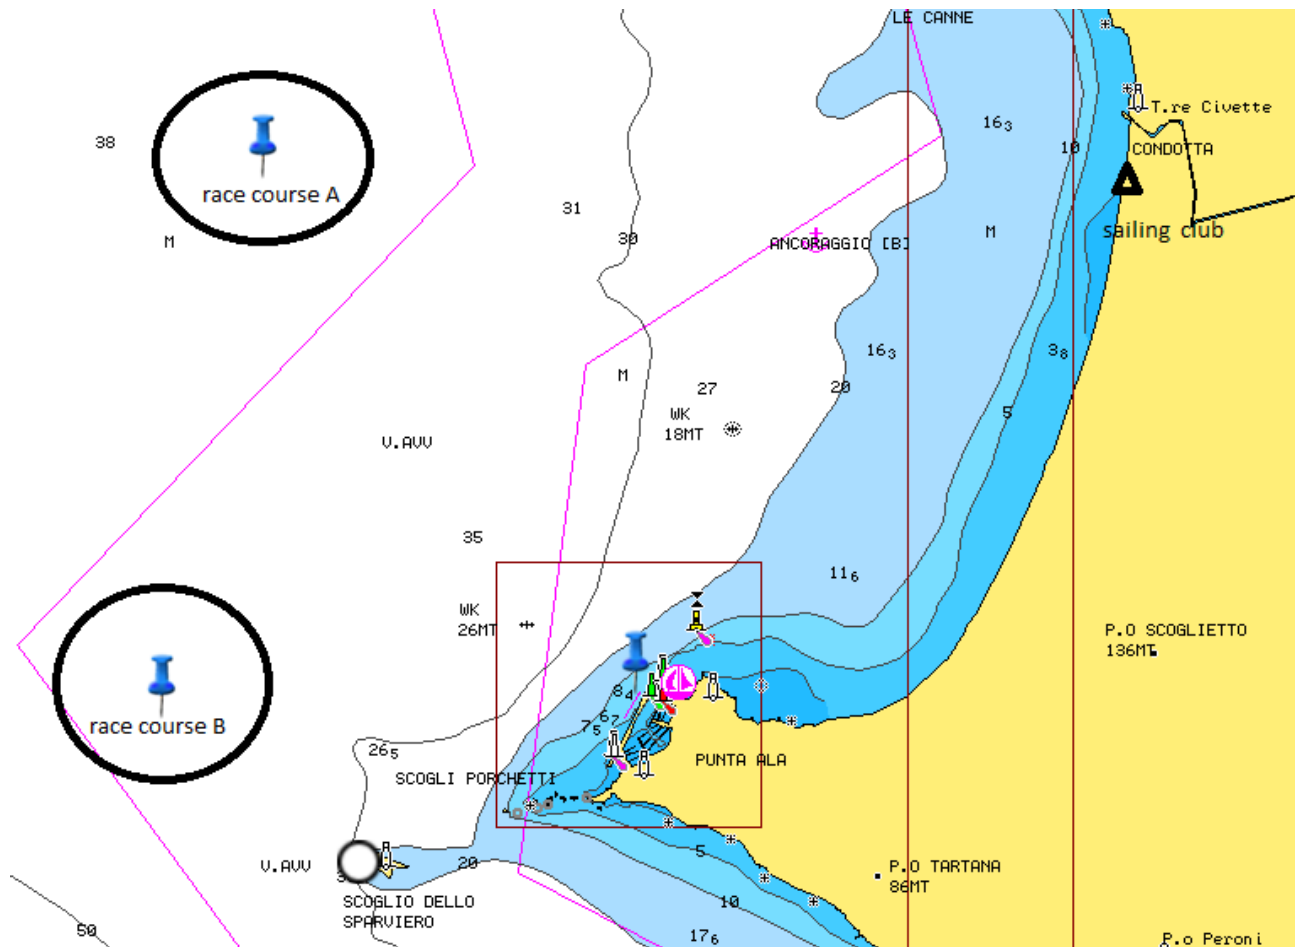 LE CANNE
16₃
T.re Civette
38
10
CONDOTTA
race course A
31
30
M
ANCORAGGIO [B]
M
sailing club
16₃
3₈
M
27
20
WK
18MT
5
V.AVV
35
11₆
WK
26MT
P.O SCOGLIETTO
136MT
8₄
6₇
7₅
race course B
26₅
PUNTA ALA
SCOGLI PORCHETTI
5
V.AVV
20
P.O TARTANA
86MT
SCOGLIO DELLO
SPARVIERO
10
50
17₆
P.o Peroni